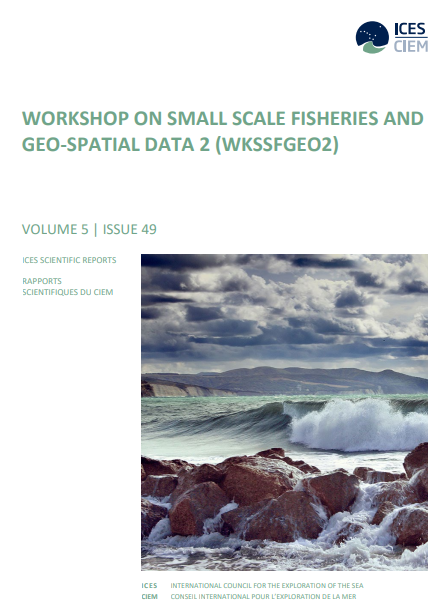 ICES
CIEM
WORKSHOP ON SMALL SCALE FISHERIES AND
GEO-SPATIAL DATA 2 (WKSSFGEO2)
VOLUME 5 | ISSUE 49
ICES SCIENTIFIC REPORTS
RAPPORTS
SCIENTIFIQUES DU CIEM
ICES INTERNATIONAL COUNCIL FOR THE EXPLORATION OF THE SEA
CIEM CONSEIL INTERNATIONAL POUR L'EXPLORATION DE LA MER